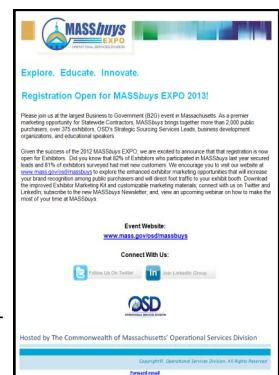 MASSbuys
EXPO
OPERATIONAL SERVICES DIVISION
Explore. Educate. Innovate.
Registration Open for MASSbuys EXPO 2013!
Please join us at the largest Business to Government (B2G) event in Massachusetts. As a premier
marketing opportunity for Statewide Contractors, MASSbuys brings together more than 2,000 public
purchasers, over 375 exhibitors, OSD's Strategic Sourcing Services Leads, business development
organizations, and educational speakers.
Given the success of the 2012 MASSbuys EXPO, we are excited to announce that that registration is now
open for Exhibitors. Did you know that 82% of Exhibitors who participated in MASSbuys last year secured
leads and 81% of exhibitors surveyed had met new customers. We encourage you to visit our website at
www.mass.gov/osd/massbuys to explore the enhanced exhibitor marketing opportunities that will increase
your brand recognition among public purchasers and will direct foot traffic to your exhibit booth. Download
the improved Exhibitor Marketing Kit and customizable marketing materials; connect with us on Twitter and
LinkedIn; subscribe to the new MASSbuys Newsletter; and, view an upcoming webinar on how to make the
most of your time at MASSbuys.
Event Website:
www.mass.gov/osd/massbuys
Connect With Us:
Follow Us On Twitter
in Join LinkedIn Group
OSD
OPERATIONAL SERVICES DIVISION
Hosted by The Commonwealth of Massachusetts' Operational Services Division
Copyright©. Operational Services Division. All Rights Reserved.
Forward email